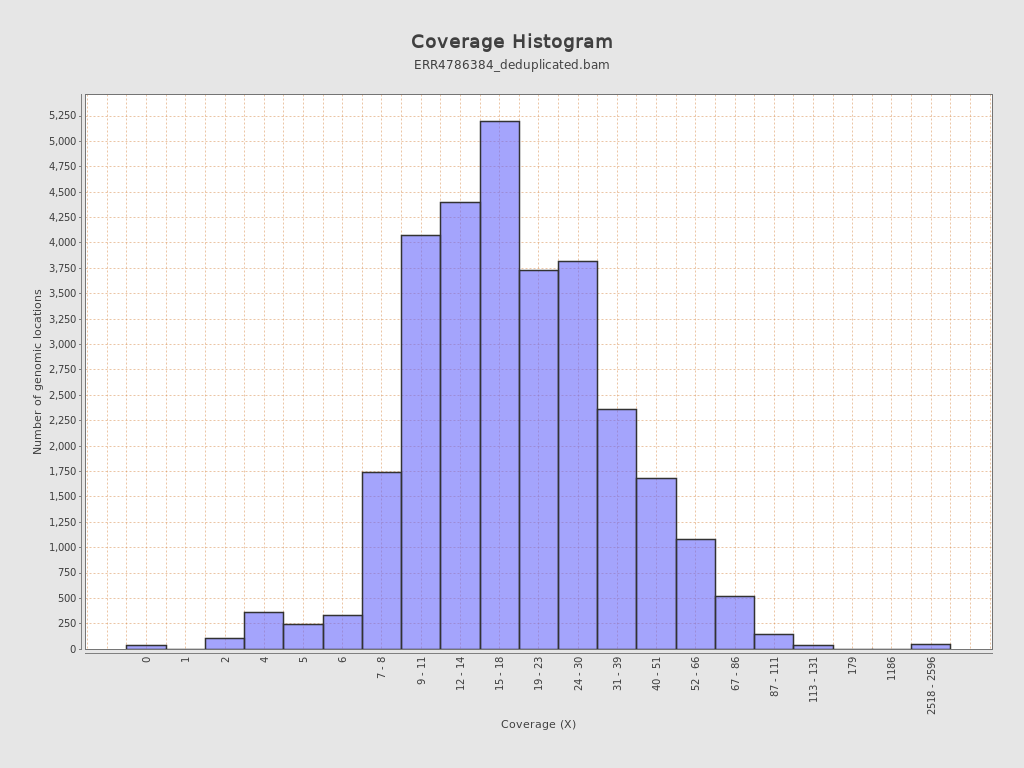 Coverage Histogram
ERR4786384_deduplicated.bam
Number of genomic locations
5,250
5,000
4,750
4,500
4,250
4,000
3,750
3,500
3,250
3,000
2,750
2,500
2,250
2,000
1,750
1,500
1,250
1,000
750
500
250
0
0
1
2
4
5
6
7 - 8
9 - 11
12 - 14
15 - 18
19 - 23
24 - 30
31 - 39
40 - 51
52 - 66
67 - 86
87 - 111
113 - 131
179
1186
2518 - 2596
Coverage (X)